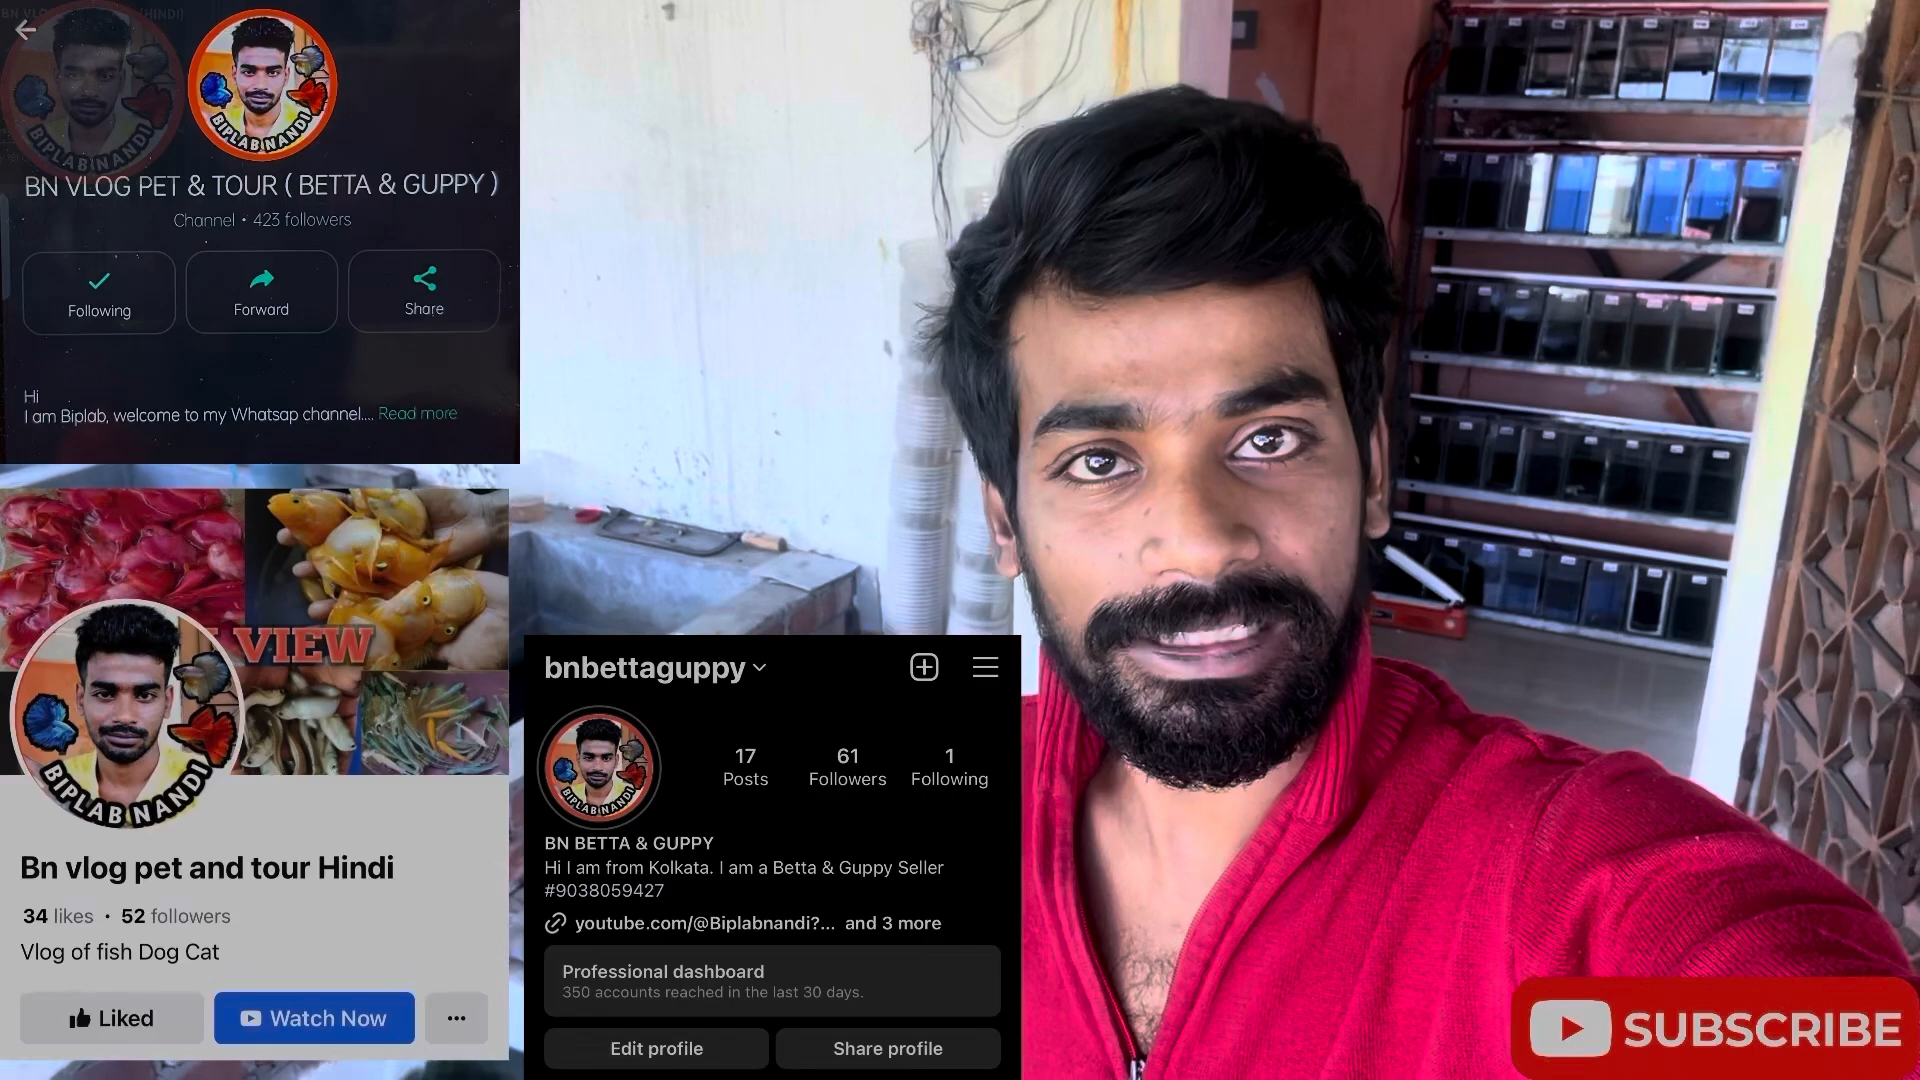 BIPLAB NANDI
BIPLAB NANDI
BN VLOG PET & TOUR ( BETTA & GUPPY )
Channel • 423 followers
Following
Forward
Share
Hi
I am Biplab, welcome to my Whatsap channel.... Read more
VIEW
BIPLAB NANDI
Bn vlog pet and tour Hindi
34 likes • 52 followers
Vlog of fish Dog Cat
Liked
Watch Now
bnbettaguppy
BIPLAB NANDI
17 61 1
Posts Followers Following
BN BETTA & GUPPY
Hi I am from Kolkata. I am a Betta & Guppy Seller
#9038059427
youtube.com/@Biplabnandi?... and 3 more
Professional dashboard
350 accounts reached in the last 30 days.
Edit profile
Share profile
SUBSCRIBE